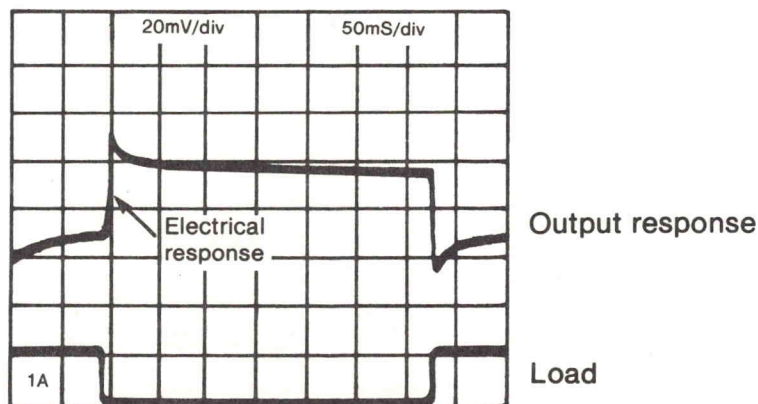 20mV/div
50mS/div
Electrical
response
Output response
1A
Load